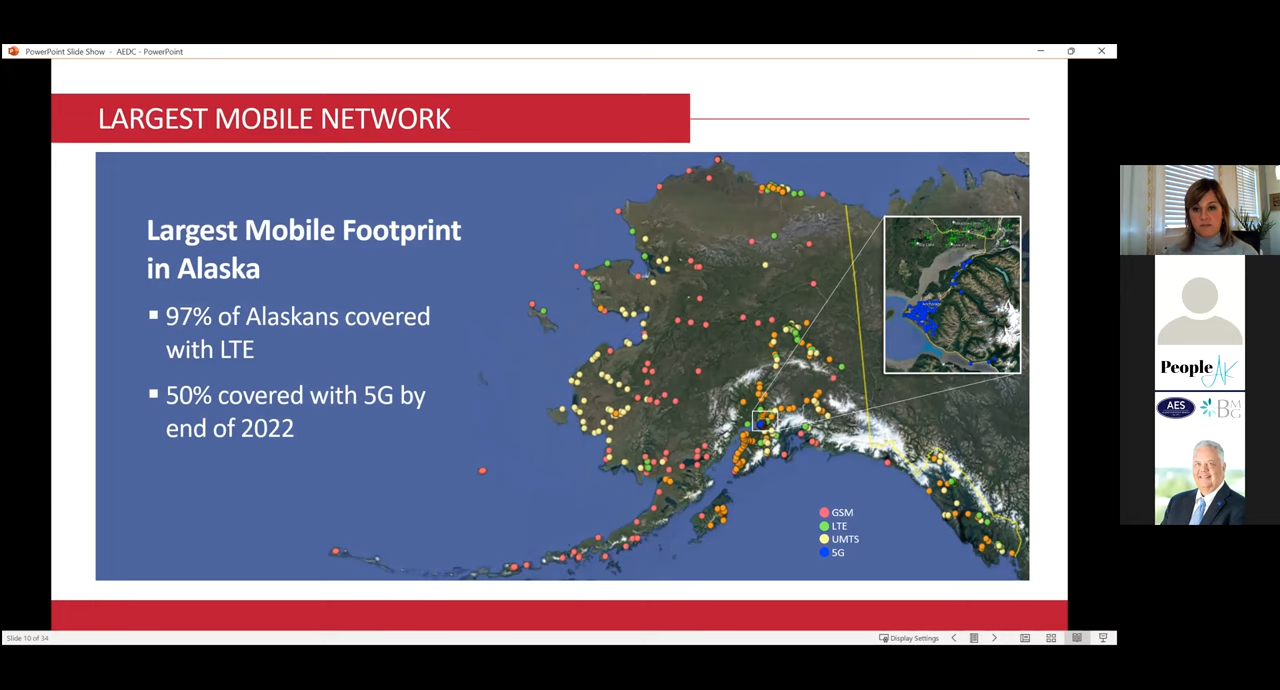 PowerPoint Slide Show - AEDC - PowerPoint
LARGEST MOBILE NETWORK
Largest Mobile Footprint
in Alaska
▪ 97% of Alaskans covered
with LTE
▪ 50% covered with 5G by
end of 2022
GSM
LTE
UMTS
5G
People AK
AES
BMG
Slide 10 of 34
Display Settings